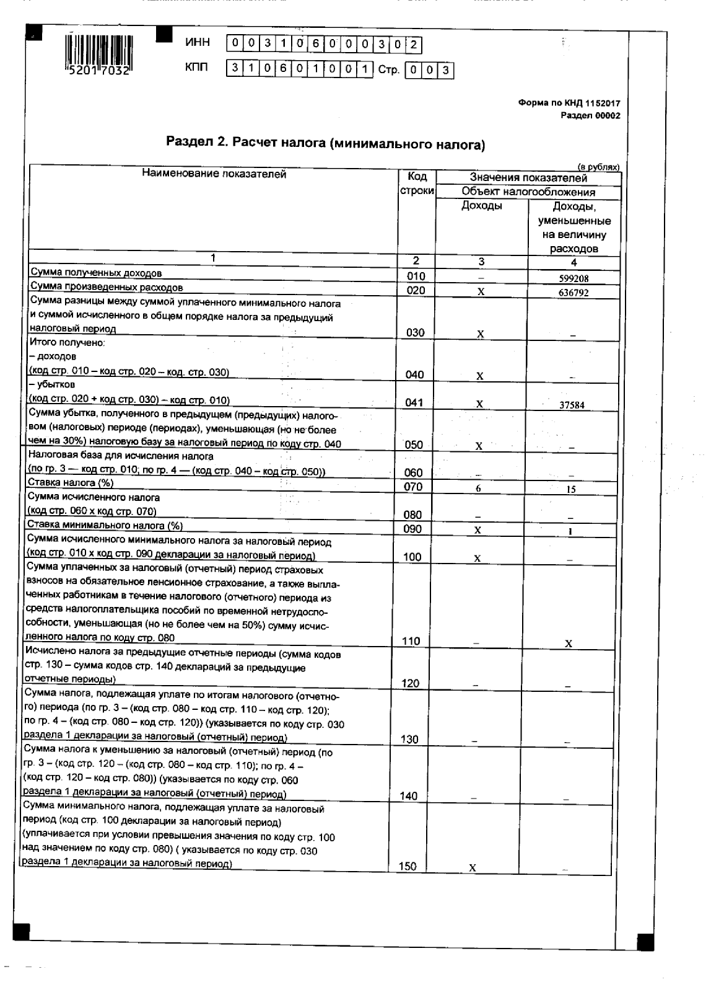 ИНН 003106000302
52017032
КПП 310601001 Стр. 003
Форма по КНД 1152017
Раздел 00002
Раздел 2. Расчет налога (минимального налога)
(в рублях)
Наименование показателей Код строки Значения показателей
Объект налогообложения
Доходы Доходы, уменьшенные на величину расходов
1 2 3 4
Сумма полученных доходов 010 – 599208
Сумма произведенных расходов 020 X 636792
Сумма разницы между суммой уплаченного минимального налога
и суммой исчисленного в общем порядке налога за предыдущий
налоговый период 030 X –
Итого получено:
– доходов
(код стр. 010 – код стр. 020 – код. стр. 030) 040 X –
– убытков
(код стр. 020 + код стр. 030) – код стр. 010) 041 X 37584
Сумма убытка, полученного в предыдущем (предыдущих) налого-
вом (налоговых) периоде (периодах), уменьшающая (но не более
чем на 30%) налоговую базу за налоговый период по коду стр. 040 050 X –
Налоговая база для исчисления налога
(по гр. 3 — код стр. 010; по гр. 4 — (код стр. 040 – код стр. 050)) 060 – –
Ставка налога (%) 070 6 15
Сумма исчисленного налога
(код стр. 060 х код стр. 070) 080 – –
Ставка минимального налога (%) 090 X 1
Сумма исчисленного минимального налога за налоговый период
(код стр. 010 х код стр. 090 декларации за налоговый период) 100 X –
Сумма уплаченных за налоговый (отчетный) период страховых
взносов на обязательное пенсионное страхование, а также выпла-
ченных работникам в течение налогового (отчетного) периода из
средств налогоплательщика пособий по временной нетрудоспо-
собности, уменьшающая (но не более чем на 50%) сумму исчис-
ленного налога по коду стр. 080 110 – X
Исчислено налога за предыдущие отчетные периоды (сумма кодов
стр. 130 – сумма кодов стр. 140 деклараций за предыдущие
отчетные периоды) 120 – –
Сумма налога, подлежащая уплате по итогам налогового (отчетно-
го) периода (по гр. 3 – (код стр. 080 – код стр. 110 – код стр. 120);
по гр. 4 – (код стр. 080 – код стр. 120)) (указывается по коду стр. 030
раздела 1 декларации за налоговый (отчетный) период) 130 – –
Сумма налога к уменьшению за налоговый (отчетный) период (по
гр. 3 – (код стр. 120 – (код стр. 080 – код стр. 110); по гр. 4 –
(код стр. 120 – код стр. 080)) (указывается по коду стр. 060
раздела 1 декларации за налоговый (отчетный) период) 140 – –
Сумма минимального налога, подлежащая уплате за налоговый
период (код стр. 100 декларации за налоговый период)
(уплачивается при условии превышения значения по коду стр. 100
над значением по коду стр. 080) ( указывается по коду стр. 030
раздела 1 декларации за налоговый период) 150 X –